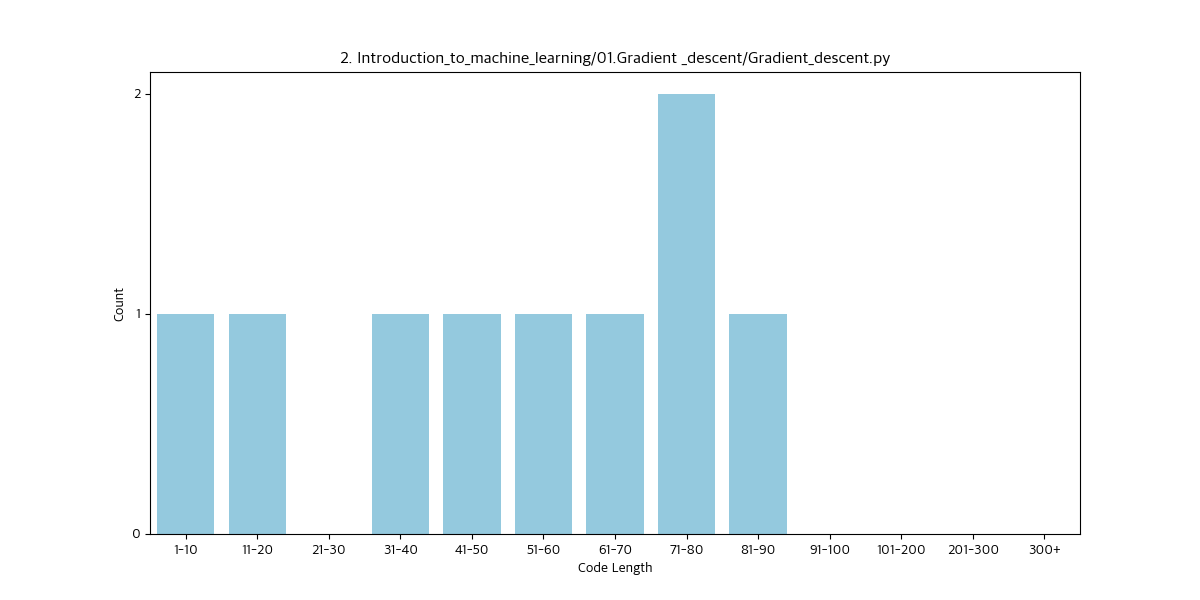 2. Introduction_to_machine_learning/01.Gradient _descent/Gradient_descent.py
2
1
0
Count
1-10 11-20 21-30 31-40 41-50 51-60 61-70 71-80 81-90 91-100 101-200 201-300 300+
Code Length